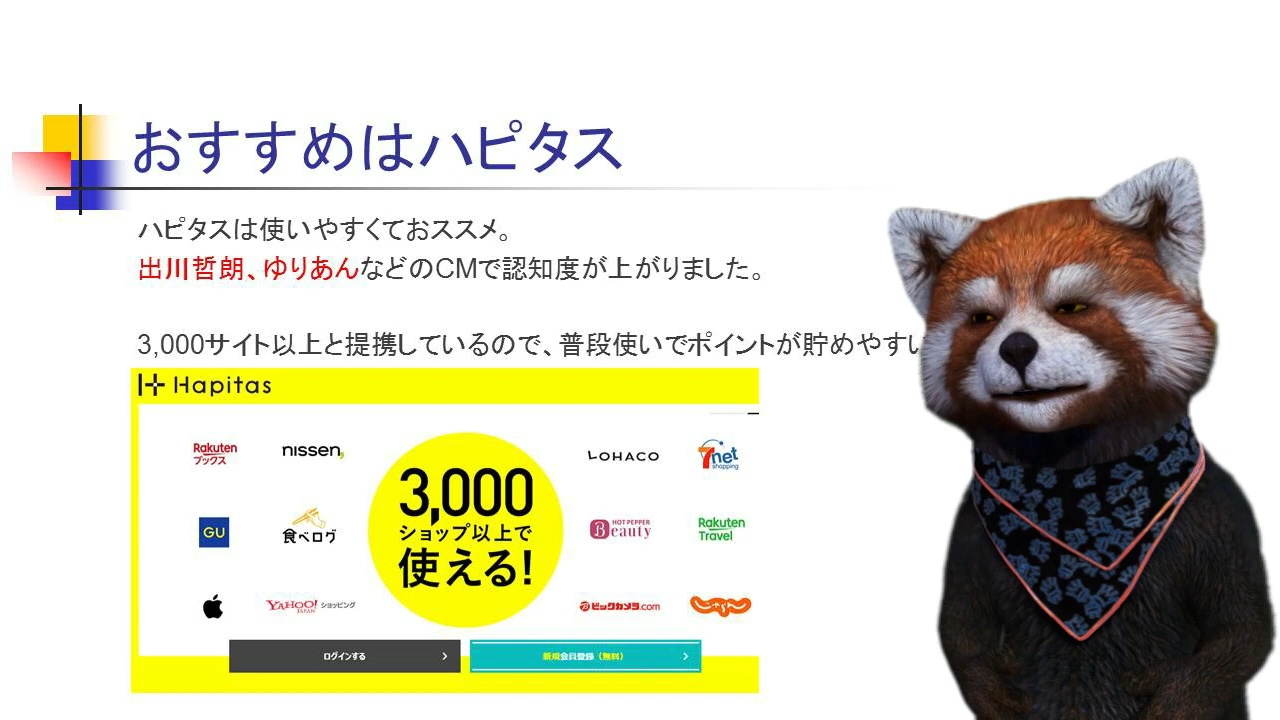 おすすめはハピタス
ハピタスは使いやすくておススメ。
出川哲朗、ゆりあんなどのCMで認知度が上がりました。
3,000サイト以上と提携しているので、普段使いでポイントが貯めやすい
Hapitas
Rakuten
ブックス
nissen,
LOHACO
7net
shopping
3,000
ショップ以上で
使える!
GU
食べログ
HOT PEPPER
Beauty
Rakuten
Travel
YAHOO! ショッピング
JAPAN
ビックカメラ.com
じゃらん
ログインする
新規会員登録（無料）